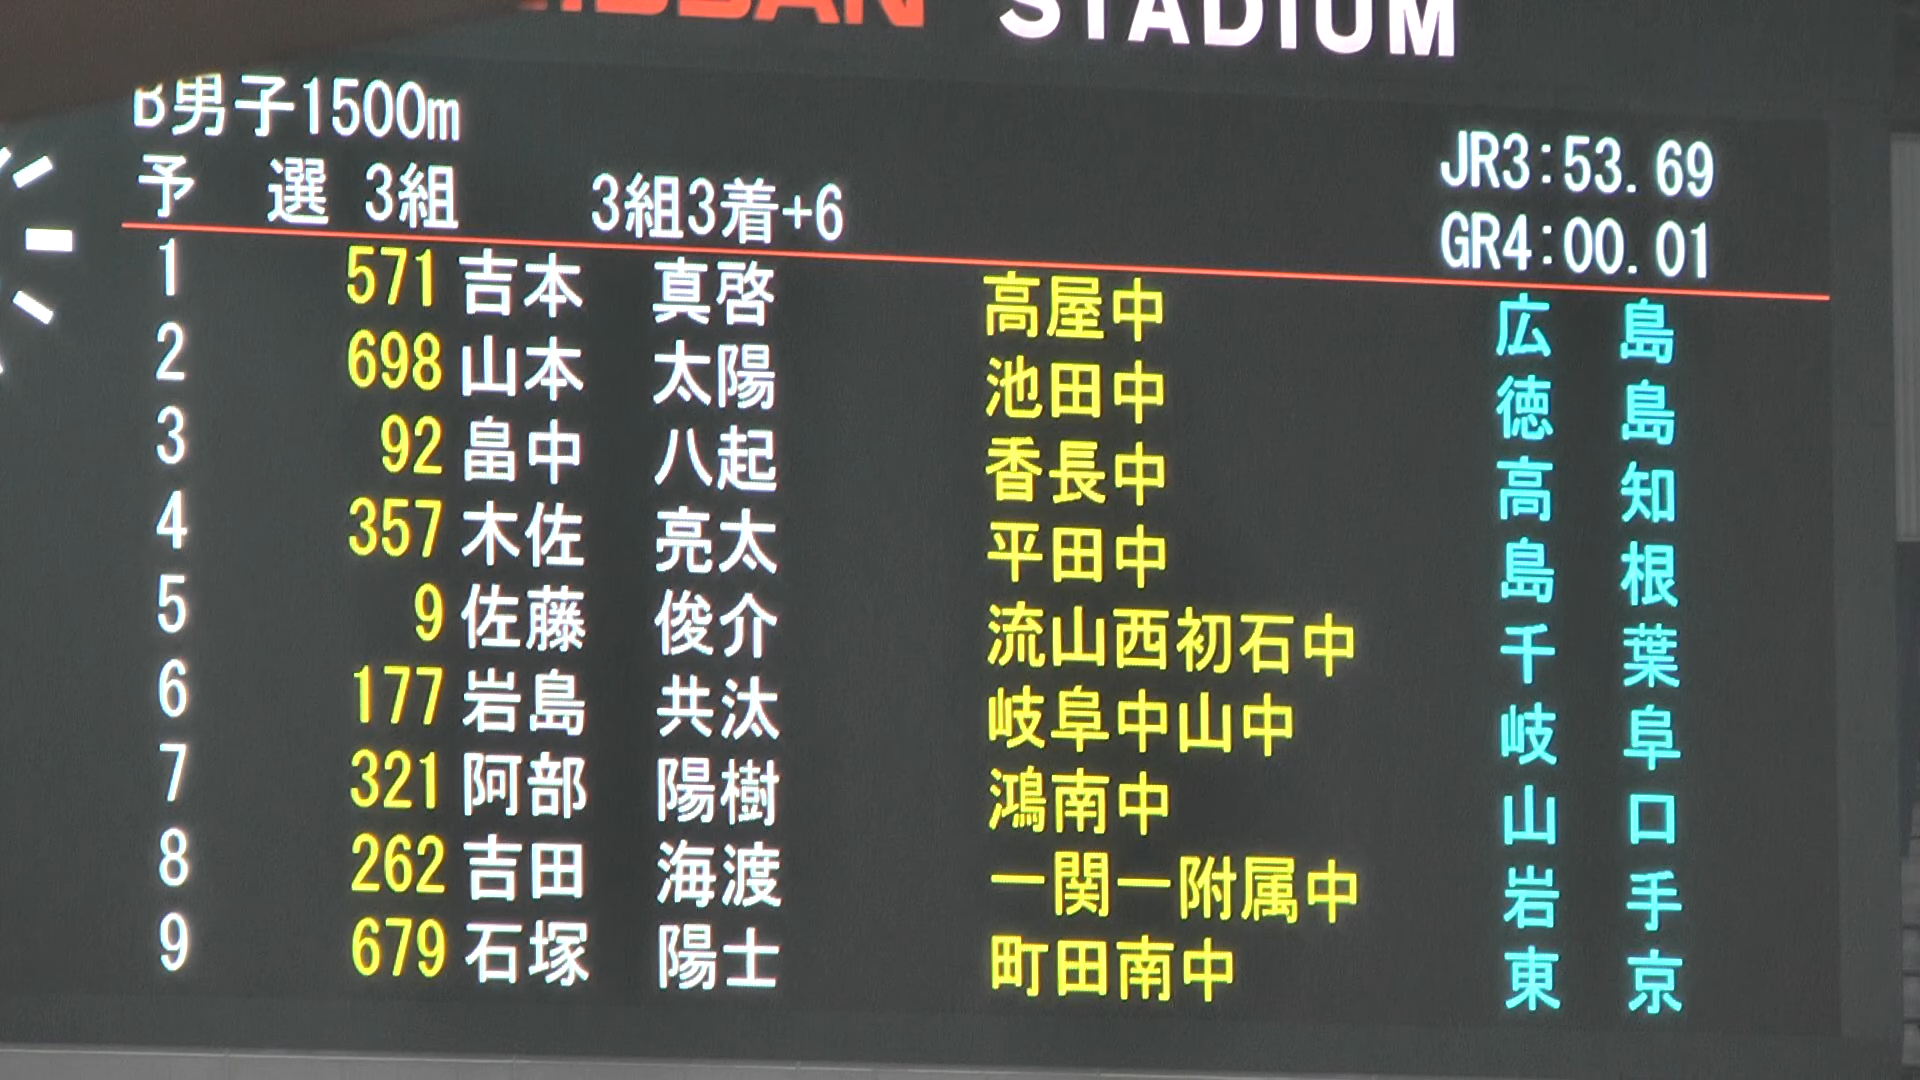 NISSAN STADIUM
B男子1500m
JR3:53.69
予 選 3組 3組3着+6
GR4:00.01
1 571 吉本 真啓 高屋中 広 島
2 698 山本 太陽 池田中 徳 島
3 92 畠中 八起 香長中 高 知
4 357 木佐 亮太 平田中 島 根
5 9 佐藤 俊介 流山西初石中 千 葉
6 177 岩島 共汰 岐阜中山中 岐 阜
7 321 阿部 陽樹 鴻南中 山 口
8 262 吉田 海渡 一関一附属中 岩 手
9 679 石塚 陽士 町田南中 東 京